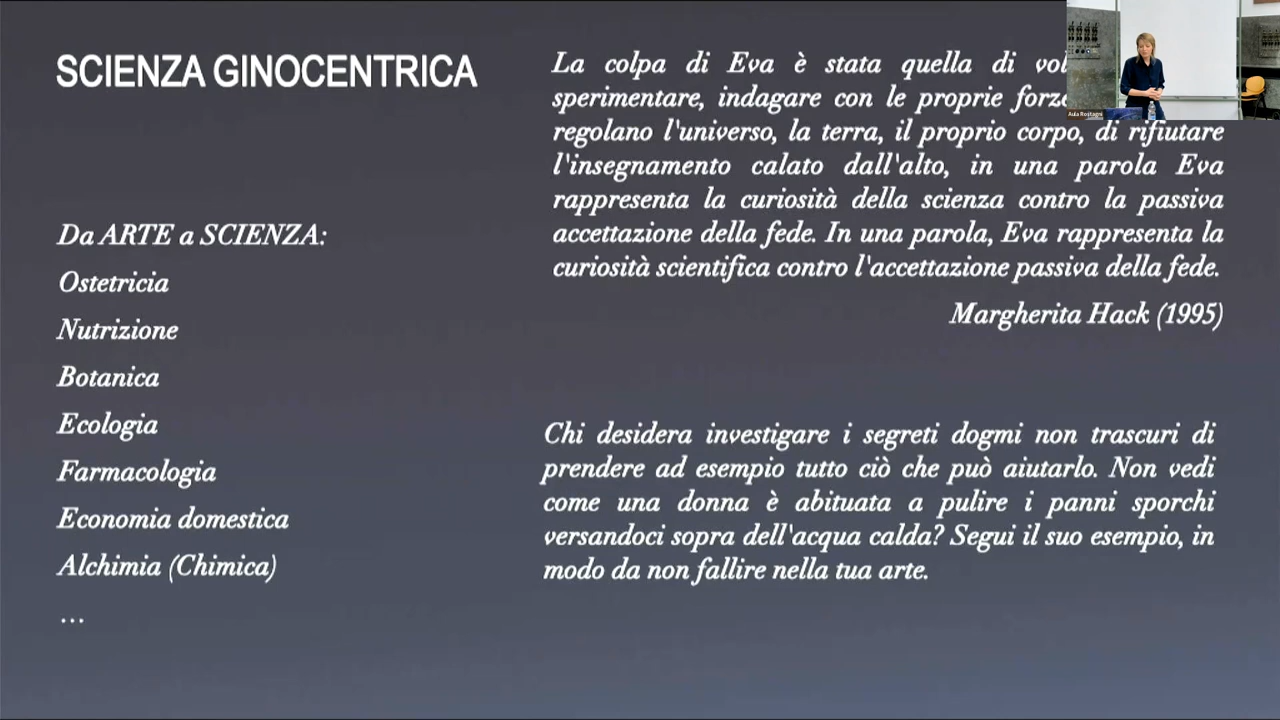 SCIENZA GINOCENTRICA
Da ARTE a SCIENZA:
Ostetricia
Nutrizione
Botanica
Ecologia
Farmacologia
Economia domestica
Alchimia (Chimica)
...
La colpa di Eva è stata quella di
sperimentare, indagare con le proprie
regolano l'universo, la terra, il proprio corpo, di rifiutare
l'insegnamento calato dall'alto, in una parola Eva
rappresenta la curiosità della scienza contro la passiva
accettazione della fede. In una parola, Eva rappresenta la
curiosità scientifica contro l'accettazione passiva della fede.
Margherita Hack (1995)
Chi desidera investigare i segreti dogmi non trascuri di
prendere ad esempio tutto ciò che può aiutarlo. Non vedi
come una donna è abituata a pulire i panni sporchi
versandoci sopra dell'acqua calda? Segui il suo esempio, in
modo da non fallire nella tua arte.
Aula Rostagni